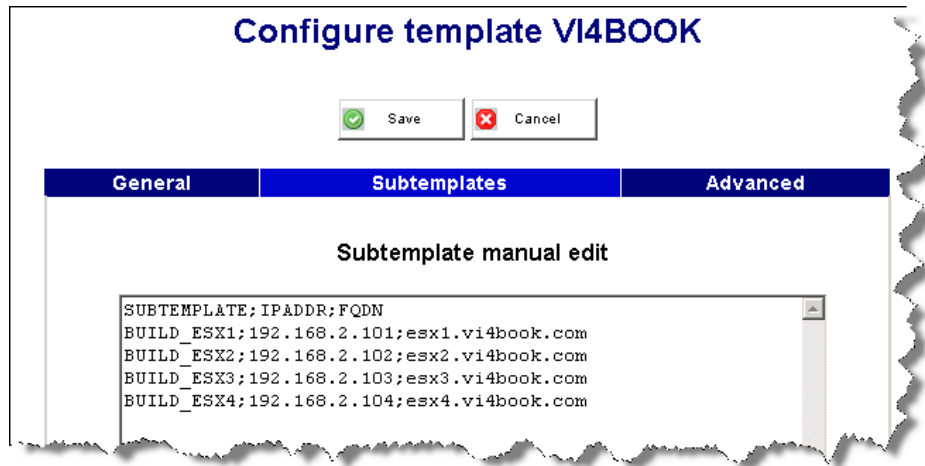 Configure template VI4BOOK
Save Cancel
General Subtemplates Advanced
Subtemplate manual edit
SUBTEMPLATE;IPADDR;FQDN
BUILD_ESX1;192.168.2.101;esx1.vi4book.com
BUILD_ESX2;192.168.2.102;esx2.vi4book.com
BUILD_ESX3;192.168.2.103;esx3.vi4book.com
BUILD_ESX4;192.168.2.104;esx4.vi4book.com